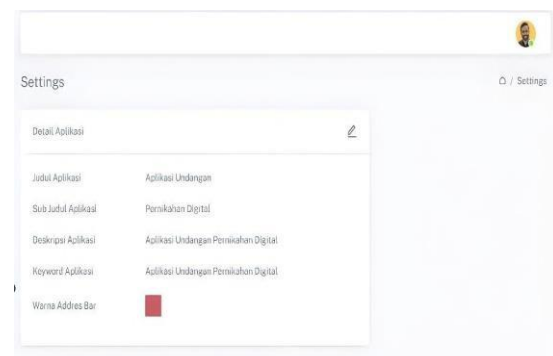 Settings
/ Settings
Detail Aplikasi
Judul Aplikasi Aplikasi Undangan
Sub Judul Aplikasi Pernikahan Digital
Deskripsi Aplikasi Aplikasi Undangan Pernikahan Digital
Keyword Aplikasi Aplikasi Undangan Pernikahan Digital
Warna Addres Bar